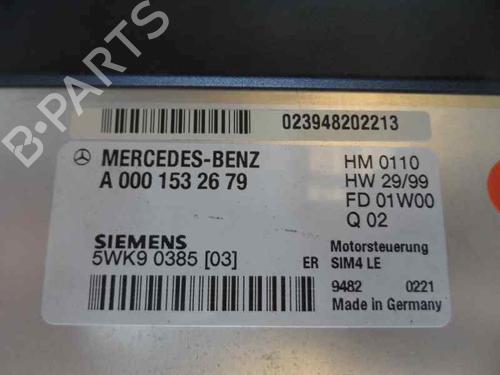 023948202213
MERCEDES-BENZ
A 000 153 26 79
HM 0110
HW 29/99
FD 01W00
Q 02
SIEMENS
5WK9 0385 [03]
ER
Motorsteuerung
SIM4 LE
9482 0221
Made in Germany
B-PARTS